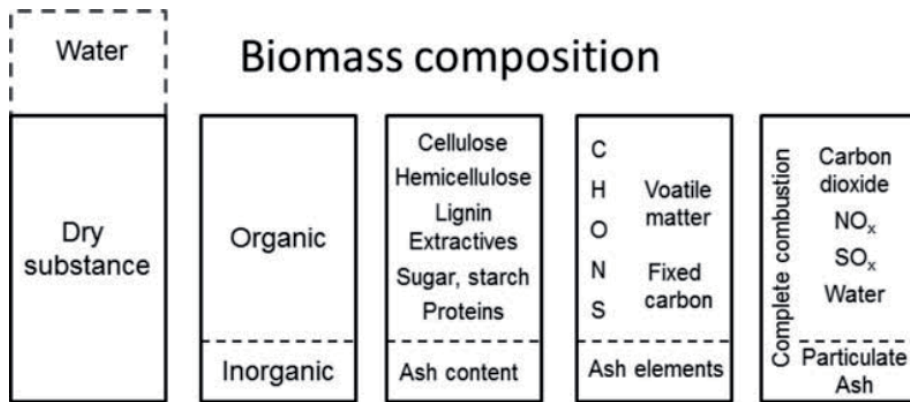 Water
Biomass composition
Dry
substance
Organic
Inorganic
Cellulose
Hemicellulose
Lignin
Extractives
Sugar, starch
Proteins
Ash content
C
H
O
N
S
Voatile
matter
Fixed
carbon
Ash elements
Complete combustion
Carbon
dioxide
NOₓ
SOₓ
Water
Particulate
Ash